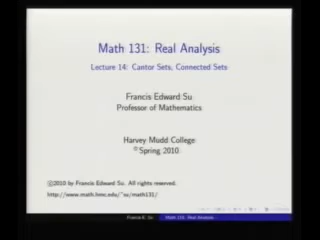 Math 131: Real Analysis
Lecture 14: Cantor Sets, Connected Sets
Francis Edward Su
Professor of Mathematics
Harvey Mudd College
©Spring 2010
©2010 by Francis Edward Su. All rights reserved.
http://www.math.hmc.edu/~su/math131/
Francis E. Su Math 131: Real Analysis